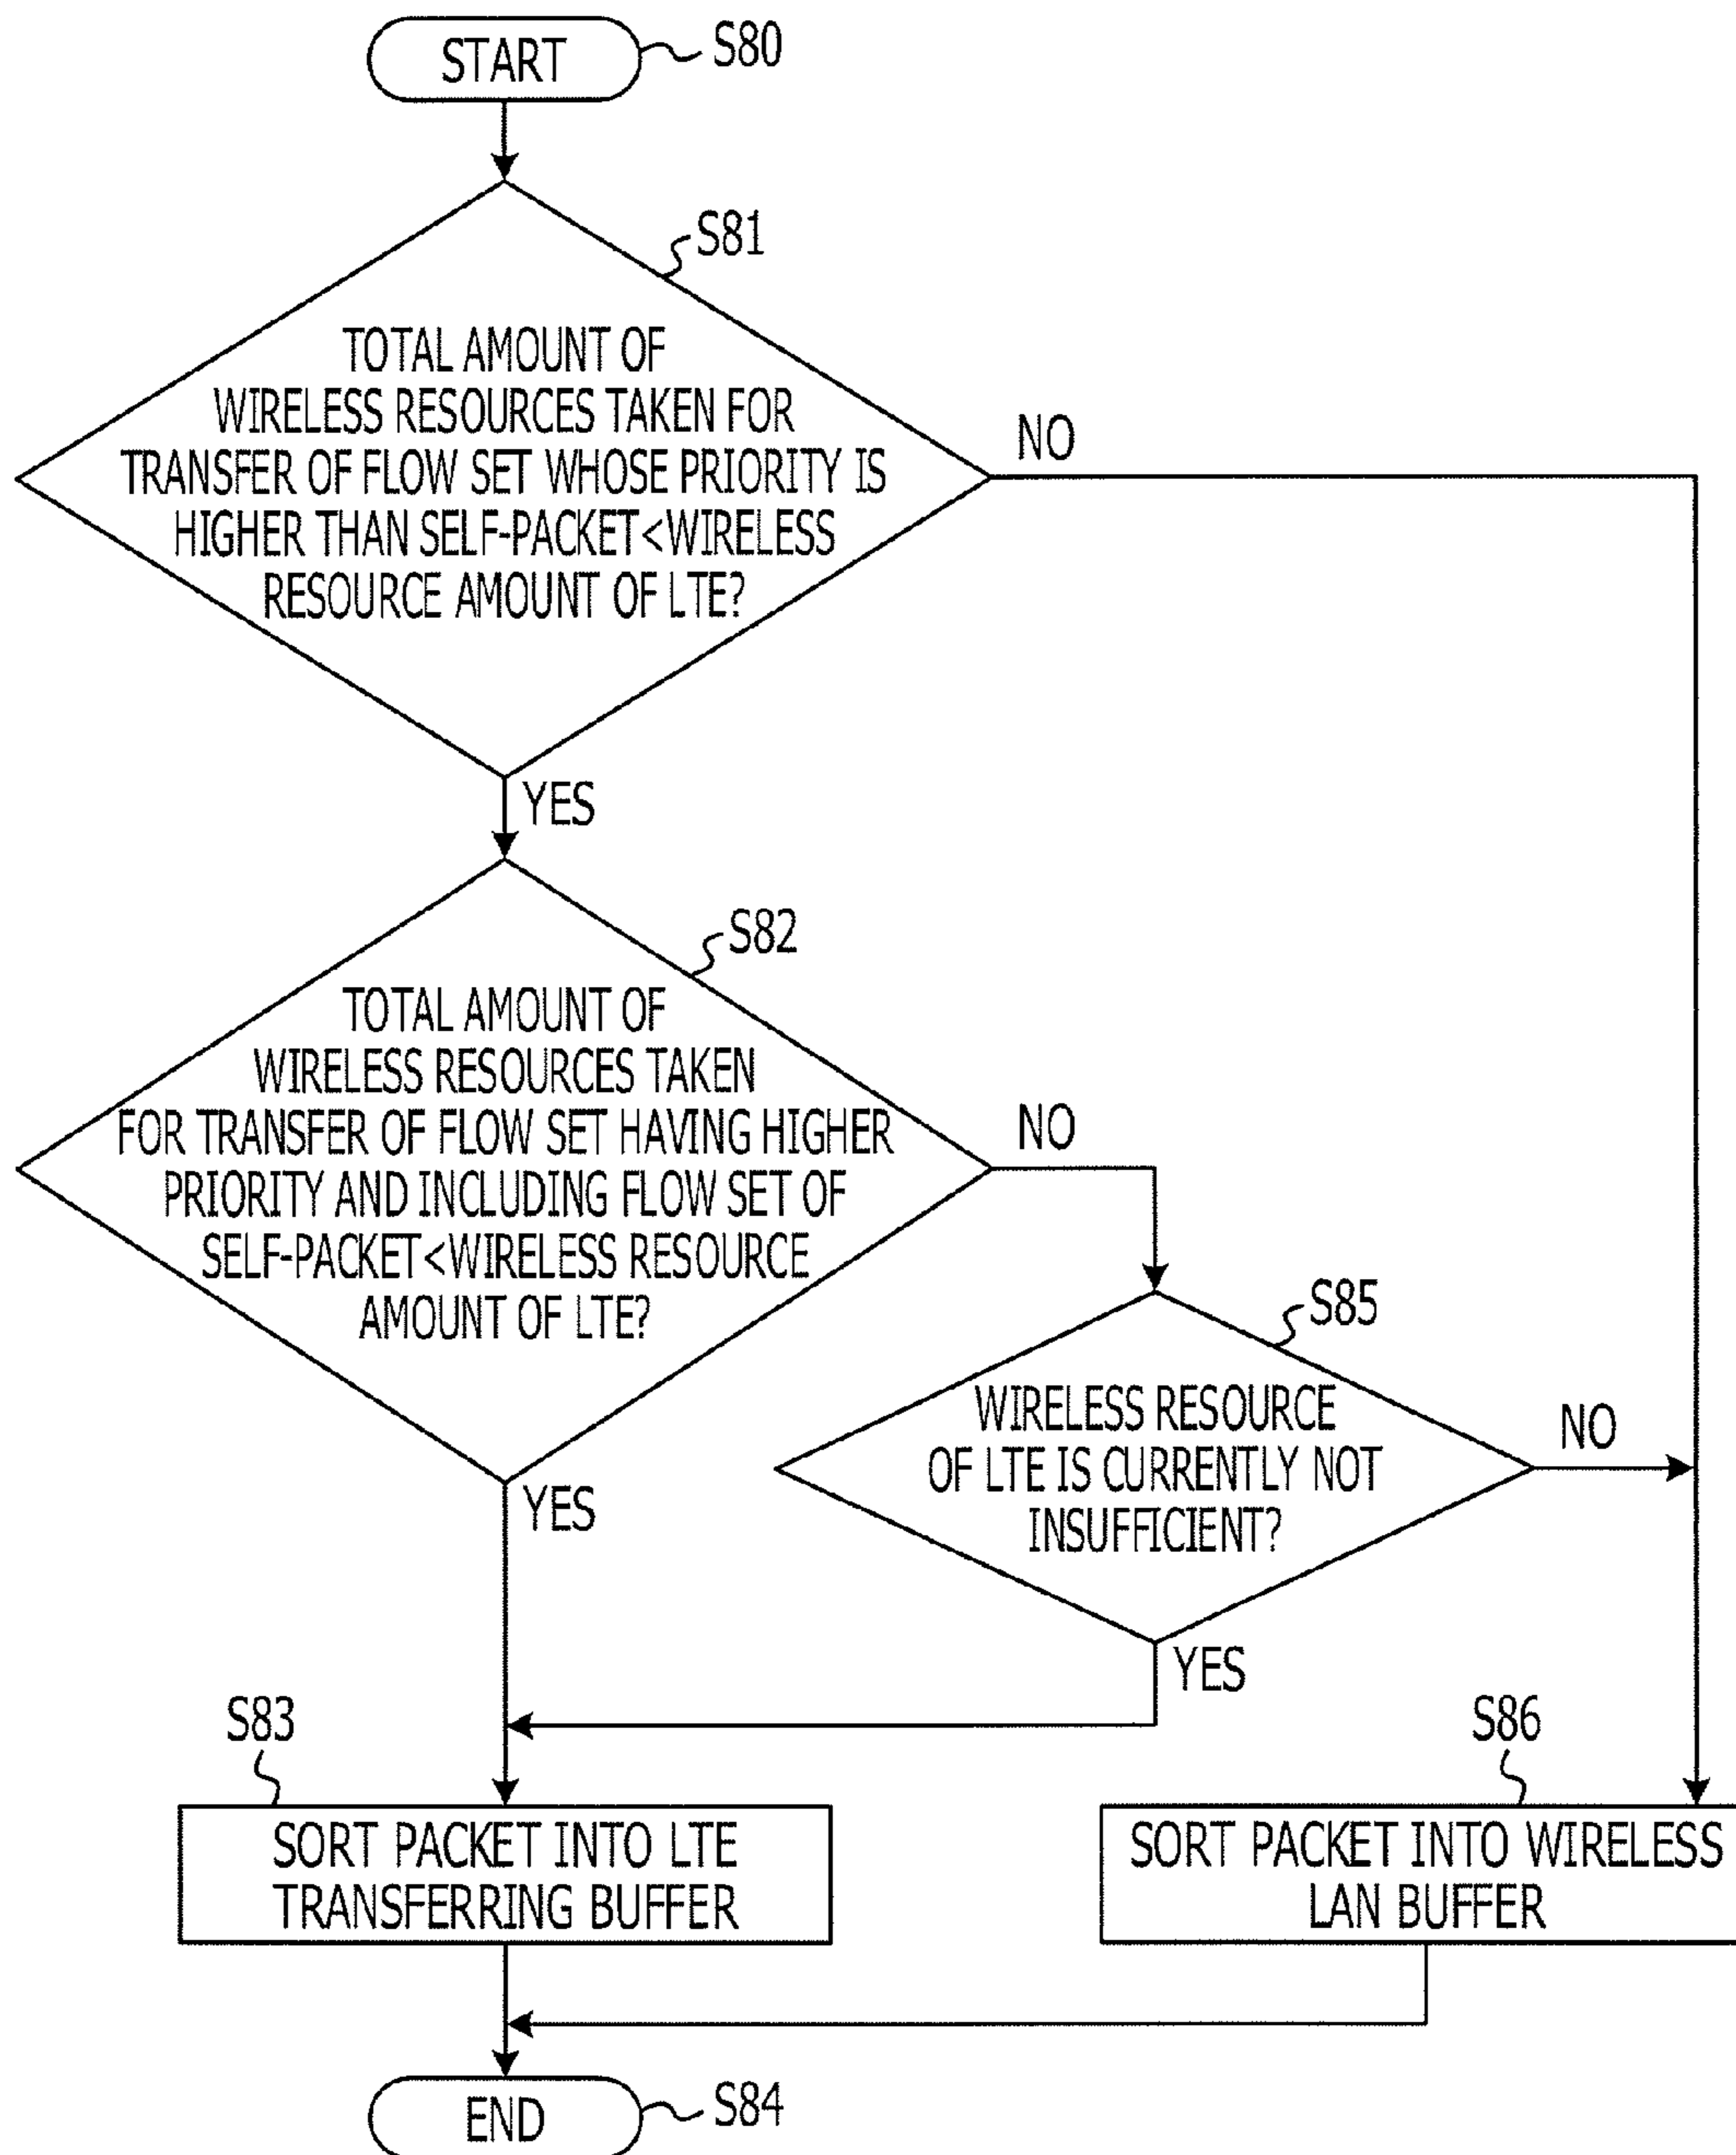 START
S80
S81
TOTAL AMOUNT OF
WIRELESS RESOURCES TAKEN FOR
TRANSFER OF FLOW SET WHOSE PRIORITY IS
HIGHER THAN SELF-PACKET<WIRELESS
RESOURCE AMOUNT OF LTE?
NO
YES
S82
TOTAL AMOUNT OF
WIRELESS RESOURCES TAKEN
FOR TRANSFER OF FLOW SET HAVING HIGHER
PRIORITY AND INCLUDING FLOW SET OF
SELF-PACKET<WIRELESS RESOURCE
AMOUNT OF LTE?
NO
YES
S85
WIRELESS RESOURCE
OF LTE IS CURRENTLY NOT
INSUFFICIENT?
NO
YES
S83
SORT PACKET INTO LTE
TRANSFERRING BUFFER
S86
SORT PACKET INTO WIRELESS
LAN BUFFER
END
S84